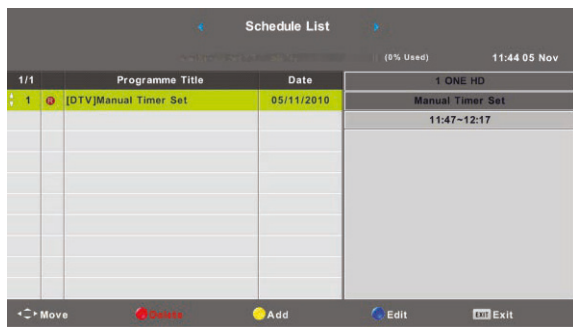 Schedule List
(0% Used) 11:44 05 Nov
1/1 Programme Title Date 1 ONE HD
1 [DTV]Manual Timer Set 05/11/2010 Manual Timer Set
11:47~12:17
Move Delete Add Edit EXIT Exit